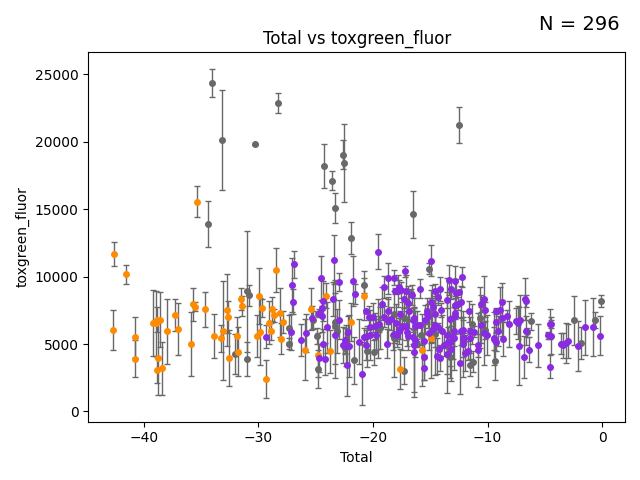 N = 296
Total vs toxgreen_fluor
25000
20000
15000
10000
5000
0
toxgreen_fluor
−40 −30 −20 −10 0
Total